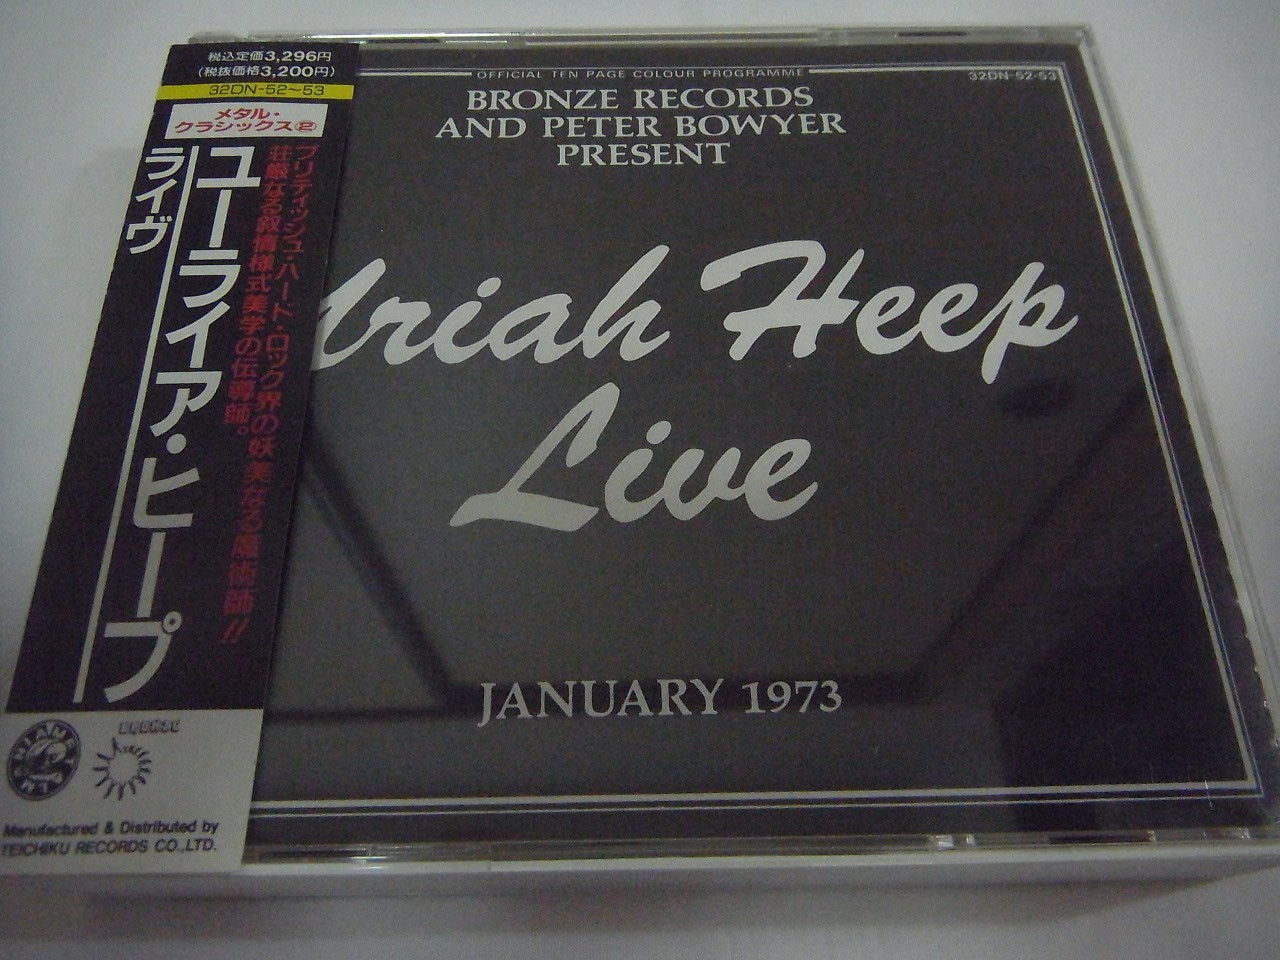 税込定価3,296円
(税抜価格3,200円)
32DN-52~53
メタル・
クラシックス②
ブリティッシュ・ハード・ロック界の妖美なる魔術師!!
荘厳なる叙情様式美学の伝導師。
ユーライア・ヒープ
ライヴ
BRONZE
Manufactured & Distributed by
TEICHIKU RECORDS CO.,LTD.
OFFICIAL TEN PAGE COLOUR PROGRAMME
32DN-52-53
BRONZE RECORDS
AND PETER BOWYER
PRESENT
Uriah Heep
Live
JANUARY 1973